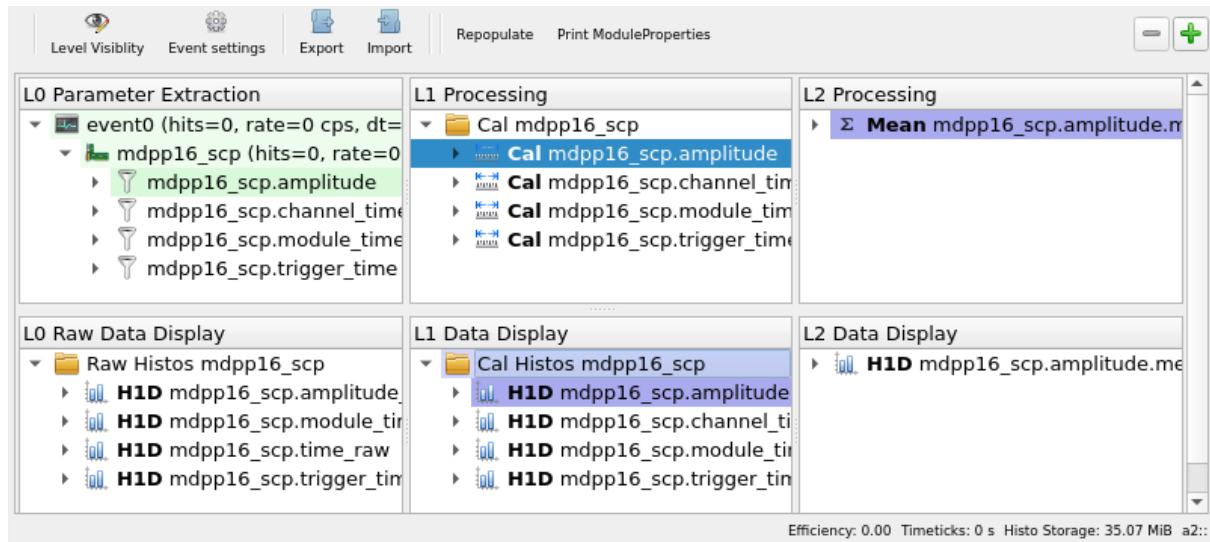 Level Visiblity Event settings Export Import Repopulate Print ModuleProperties
L0 Parameter Extraction
event0 (hits=0, rate=0 cps, dt=
mdpp16_scp (hits=0, rate=0
mdpp16_scp.amplitude
mdpp16_scp.channel_time
mdpp16_scp.module_time
mdpp16_scp.trigger_time
L1 Processing
Cal mdpp16_scp
Cal mdpp16_scp.amplitude
Cal mdpp16_scp.channel_tim
Cal mdpp16_scp.module_tim
Cal mdpp16_scp.trigger_time
L2 Processing
Σ Mean mdpp16_scp.amplitude.m
L0 Raw Data Display
Raw Histos mdpp16_scp
H1D mdpp16_scp.amplitude_
H1D mdpp16_scp.module_tim
H1D mdpp16_scp.time_raw
H1D mdpp16_scp.trigger_tim
L1 Data Display
Cal Histos mdpp16_scp
H1D mdpp16_scp.amplitude
H1D mdpp16_scp.channel_ti
H1D mdpp16_scp.module_ti
H1D mdpp16_scp.trigger_tim
L2 Data Display
H1D mdpp16_scp.amplitude.me
Efficiency: 0.00 Timeticks: 0 s Histo Storage: 35.07 MiB a2::